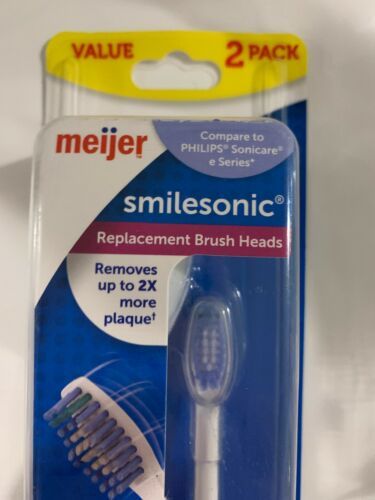 VALUE 2 PACK
meijer
Compare to
PHILIPS® Sonicare®
e Series*
smilesonic®
Replacement Brush Heads
Removes
up to 2X
more
plaque†